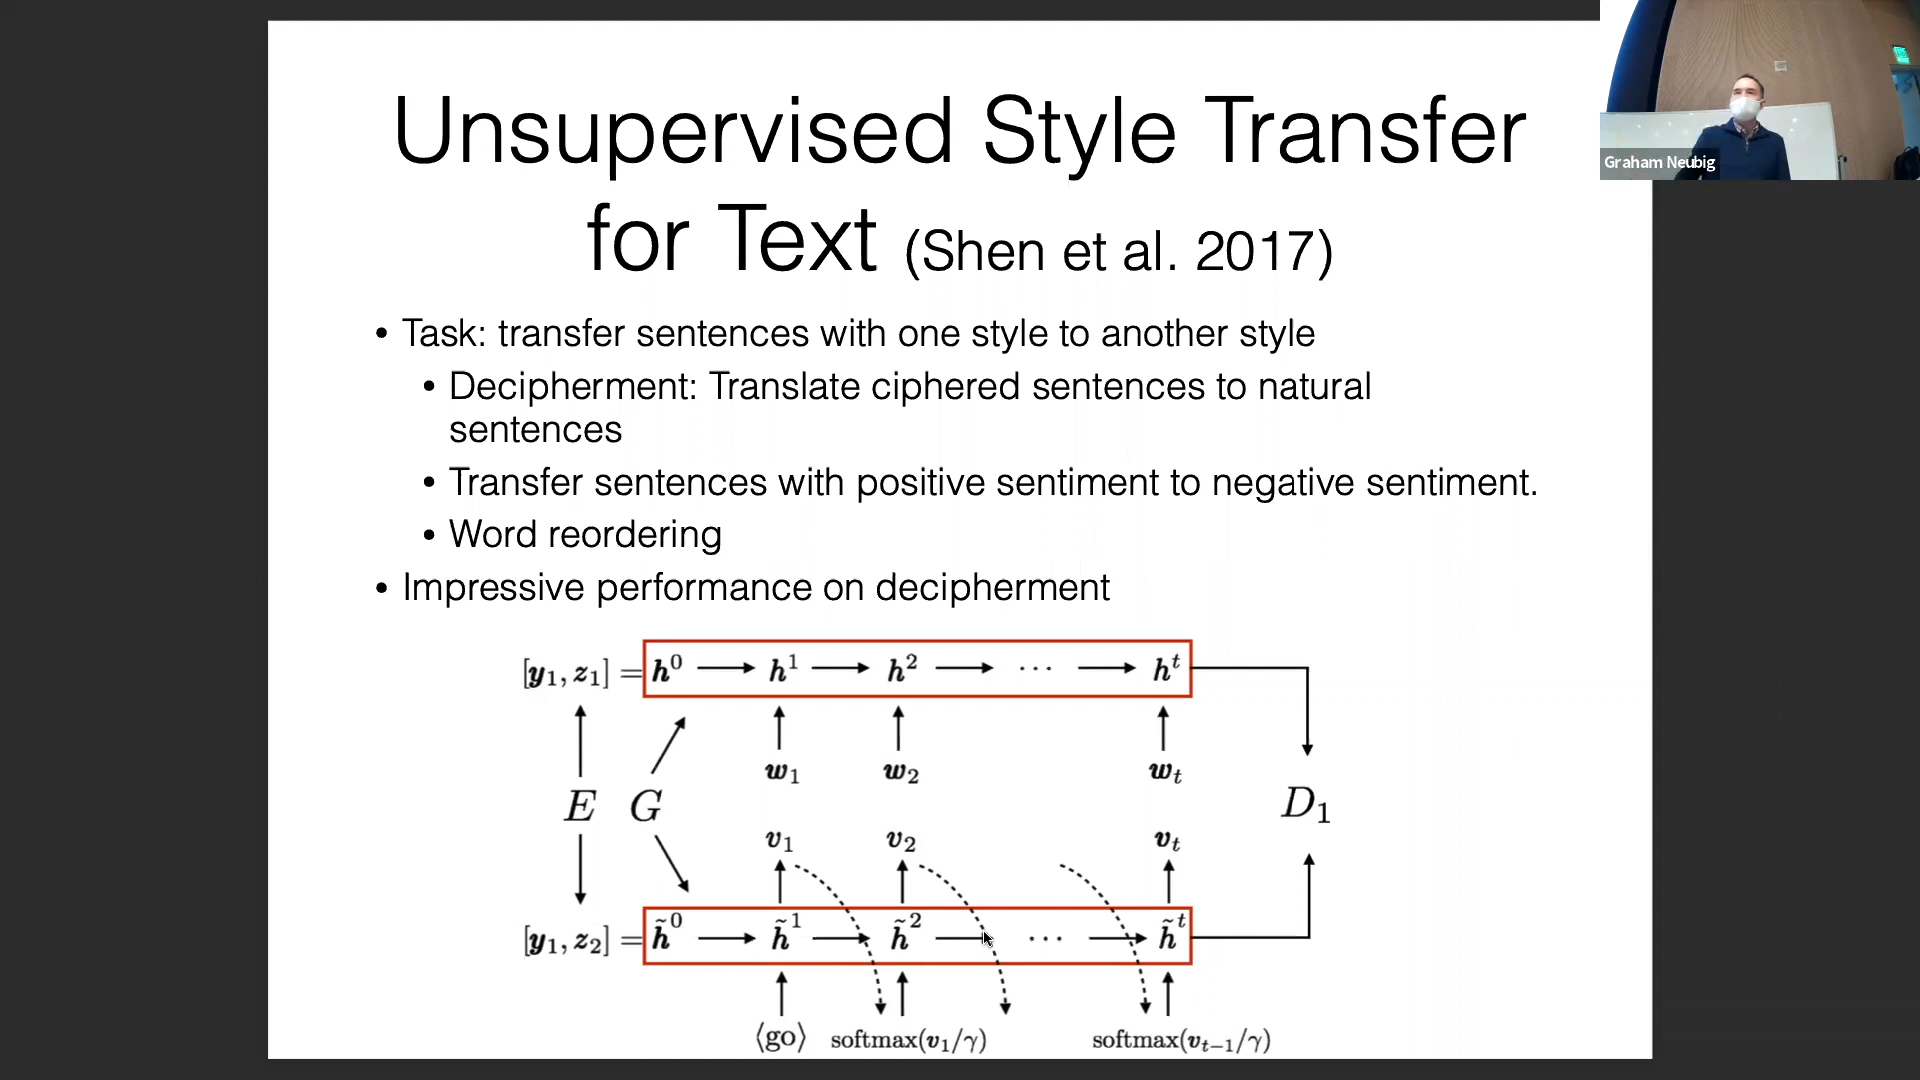 Unsupervised Style Transfer
for Text (Shen et al. 2017)
• Task: transfer sentences with one style to another style
• Decipherment: Translate ciphered sentences to natural
sentences
• Transfer sentences with positive sentiment to negative sentiment.
• Word reordering
• Impressive performance on decipherment
[y₁, z₁] = h⁰ h¹ h² ⋯ hᵗ
w₁ w₂ wₜ
E G D₁
v₁ v₂ vₜ
[y₁, z₂] = h̃⁰ h̃¹ h̃² ⋯ h̃ᵗ
⟨go⟩ softmax(v₁/γ) softmax(vₜ₋₁/γ)
Graham Neubig